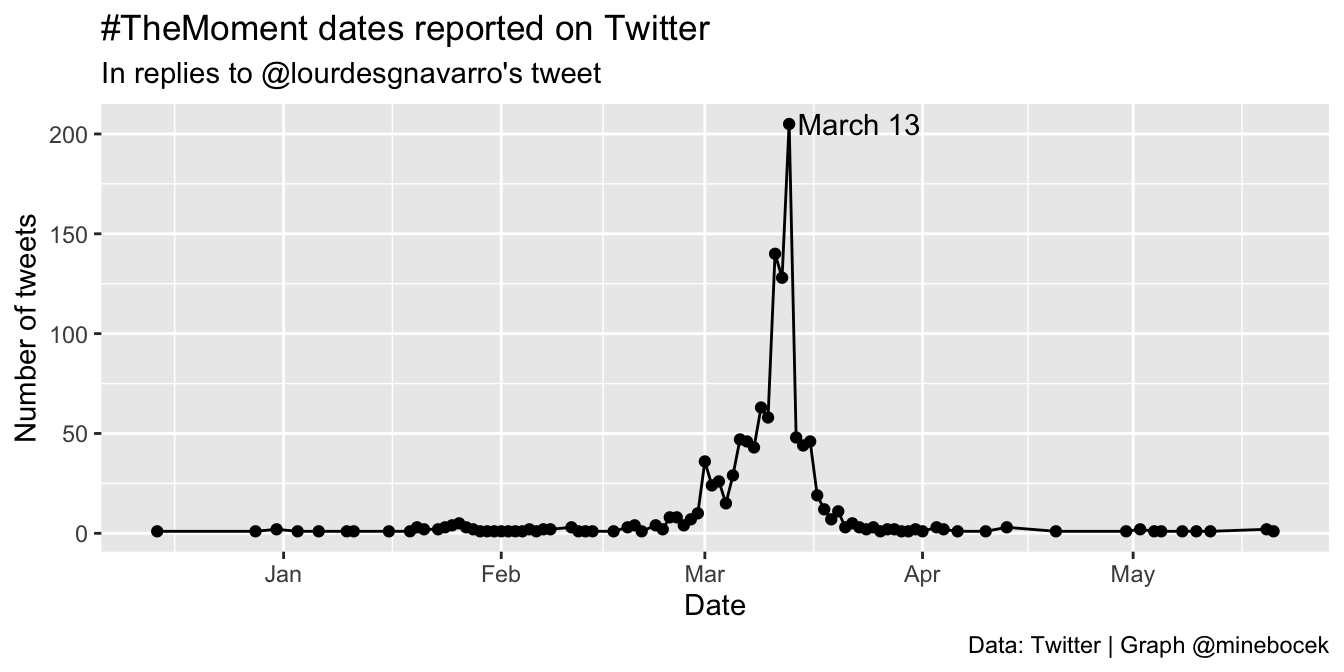 #TheMoment dates reported on Twitter
In replies to @lourdesgnavarro's tweet
March 13
200
150
100
50
0
Number of tweets
Jan Feb Mar Apr May
Date
Data: Twitter | Graph @minebocek